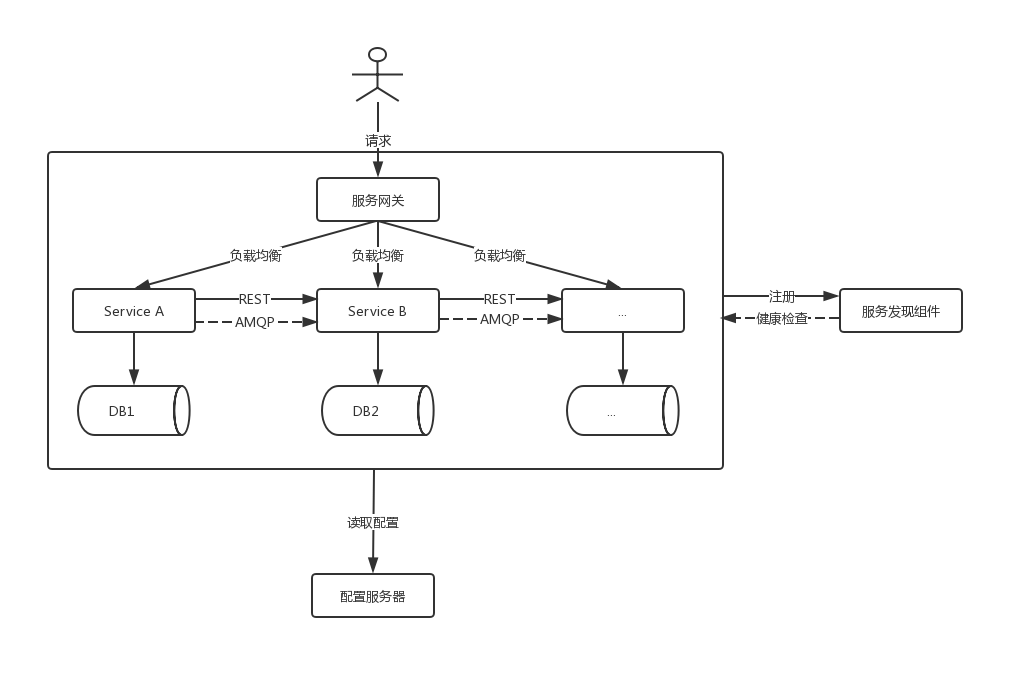 请求
服务网关
负载均衡
负载均衡
负载均衡
Service A
REST
AMQP
Service B
REST
AMQP
...
注册
健康检查
服务发现组件
DB1
DB2
...
读取配置
配置服务器